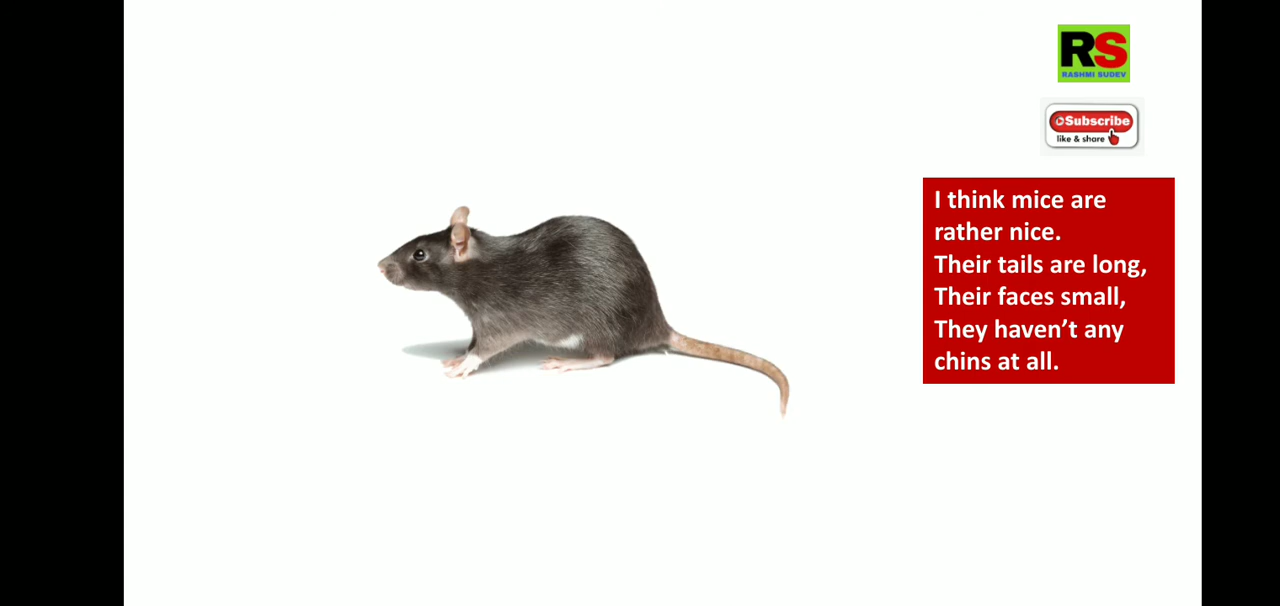 RS
RASHMI SUDEV
Subscribe
like & share
I think mice are
rather nice.
Their tails are long,
Their faces small,
They haven’t any
chins at all.